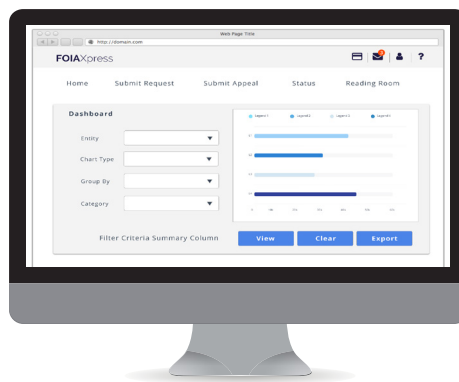 Web Page Title
http://domain.com
FOIAXpress
?
Home Submit Request Submit Appeal Status Reading Room
Dashboard
Entity
Chart Type
Group By
Category
Filter Criteria Summary Column
View Clear Export